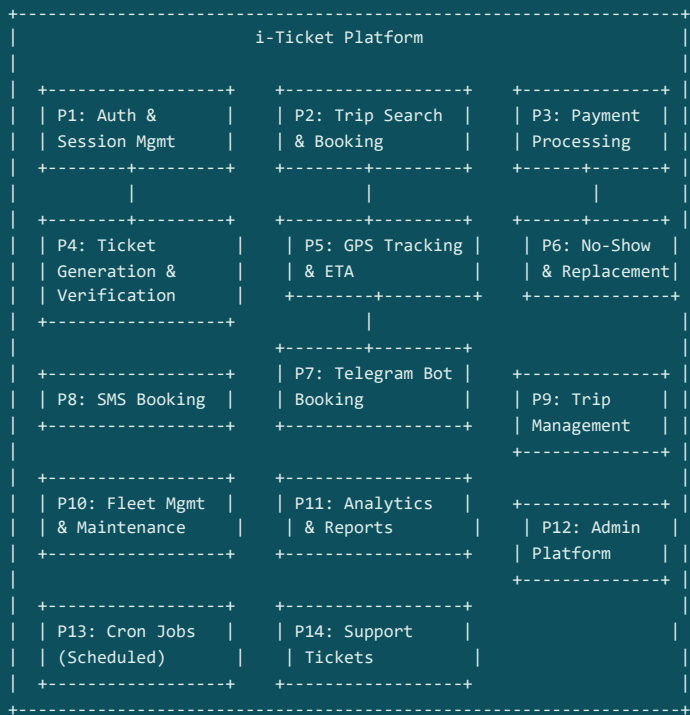 i-Ticket Platform
P1: Auth & Session Mgmt
P2: Trip Search & Booking
P3: Payment Processing
P4: Ticket Generation & Verification
P5: GPS Tracking & ETA
P6: No-Show & Replacement
P7: Telegram Bot Booking
P8: SMS Booking
P9: Trip Management
P10: Fleet Mgmt & Maintenance
P11: Analytics & Reports
P12: Admin Platform
P13: Cron Jobs (Scheduled)
P14: Support Tickets